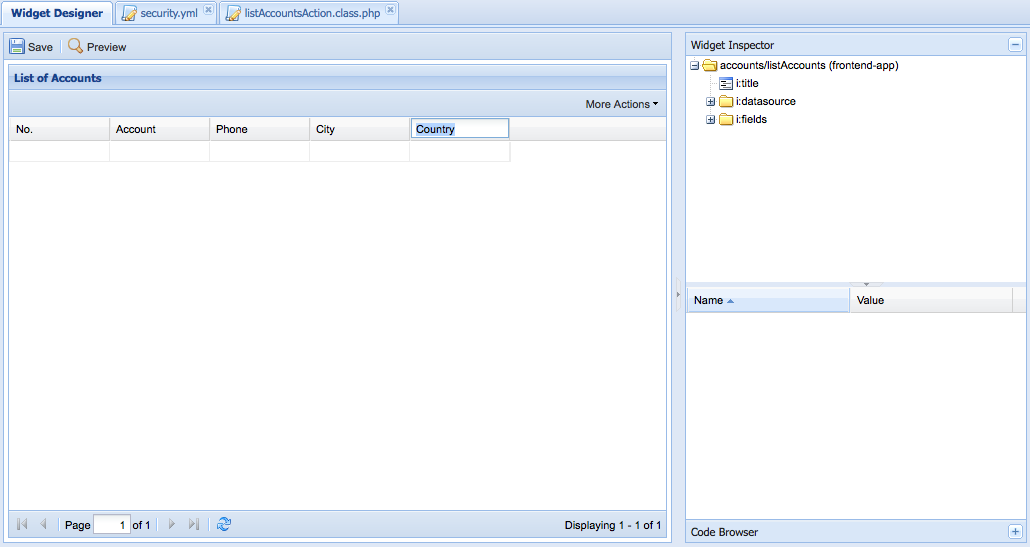 Widget Designer security.yml listAccountsAction.class.php
Save Preview
List of Accounts
More Actions
No. Account Phone City Country
Page 1 of 1 Displaying 1 - 1 of 1
Widget Inspector
accounts/listAccounts (frontend-app)
i:title
i:datasource
i:fields
Name Value
Code Browser